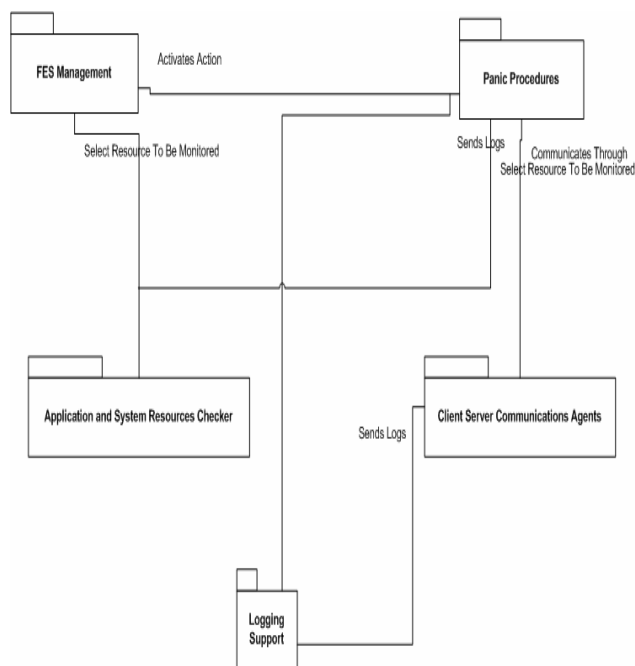 FES Management
Activates Action
Panic Procedures
Select Resource To Be Monitored
Sends Logs
Communicates Through
Select Resource To Be Monitored
Application and System Resources Checker
Client Server Communications Agents
Sends Logs
Logging
Support